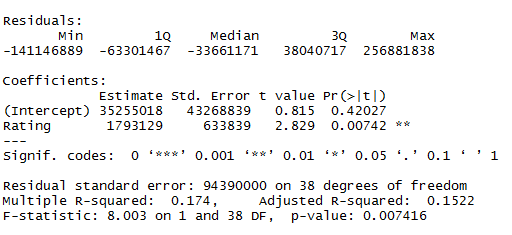 Residuals:
Min 1Q Median 3Q Max
-141146889 -63301467 -33661171 38040717 256881838
Coefficients:
Estimate Std. Error t value Pr(>|t|)
(Intercept) 35255018 43268839 0.815 0.42027
Rating 1793129 633839 2.829 0.00742 **
---
Signif. codes: 0 ‘***’ 0.001 ‘**’ 0.01 ‘*’ 0.05 ‘.’ 0.1 ‘ ’ 1
Residual standard error: 94390000 on 38 degrees of freedom
Multiple R-squared: 0.174, Adjusted R-squared: 0.1522
F-statistic: 8.003 on 1 and 38 DF, p-value: 0.007416